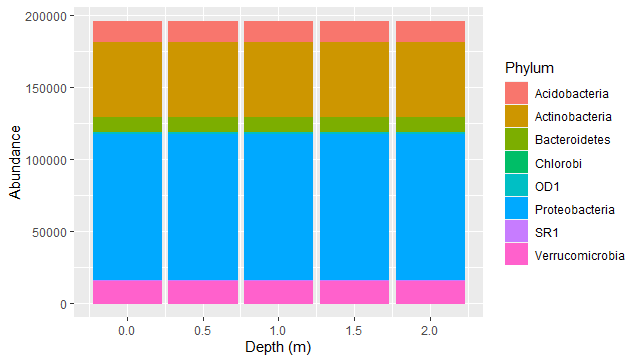 200000
150000
100000
50000
0
Abundance
0.0 0.5 1.0 1.5 2.0
Depth (m)
Phylum
Acidobacteria
Actinobacteria
Bacteroidetes
Chlorobi
OD1
Proteobacteria
SR1
Verrucomicrobia